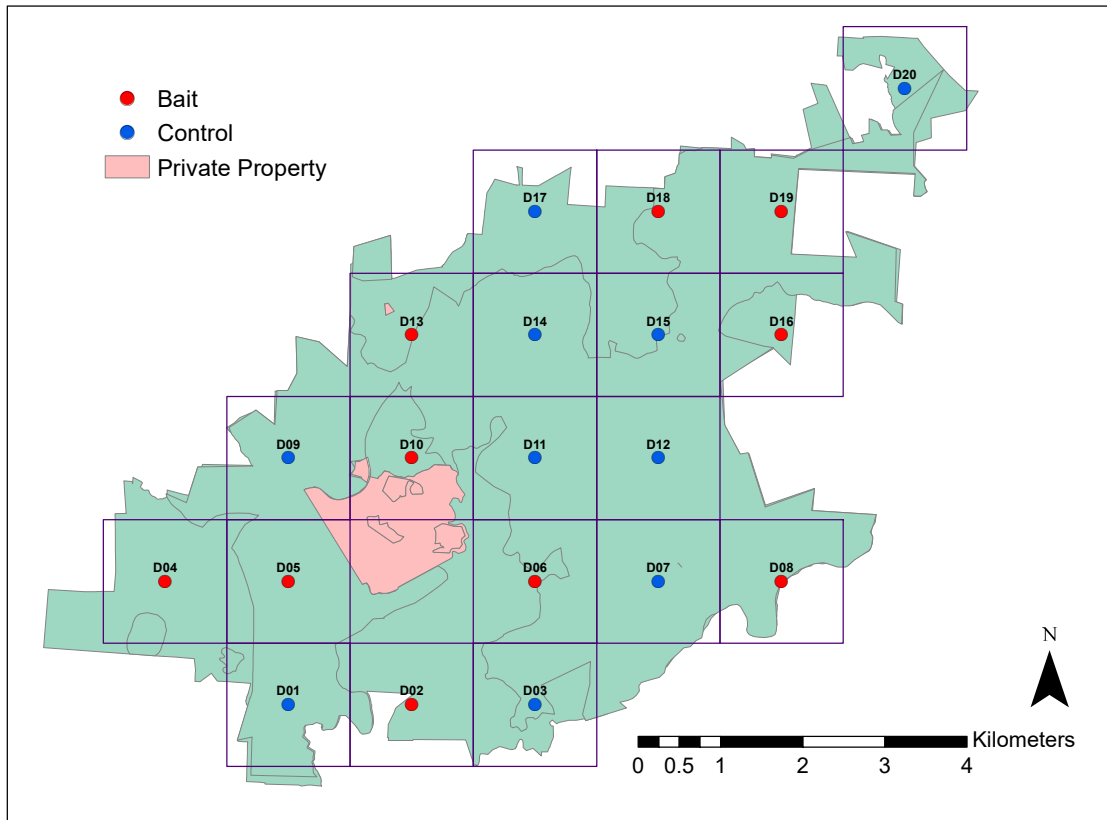 D20
Bait
Control
Private Property
D17
D18
D19
D13
D14
D15
D16
D09
D10
D11
D12
D04
D05
D06
D07
D08
N
D01
D02
D03
Kilometers
0 0.5 1 2 3 4